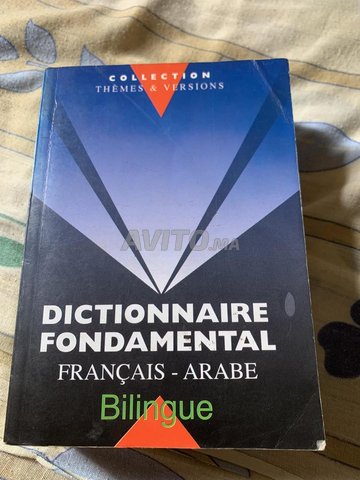 COLLECTION
THÈMES & VERSIONS
AVITO.MA
DICTIONNAIRE
FONDAMENTAL
FRANÇAIS - ARABE
Bilingue